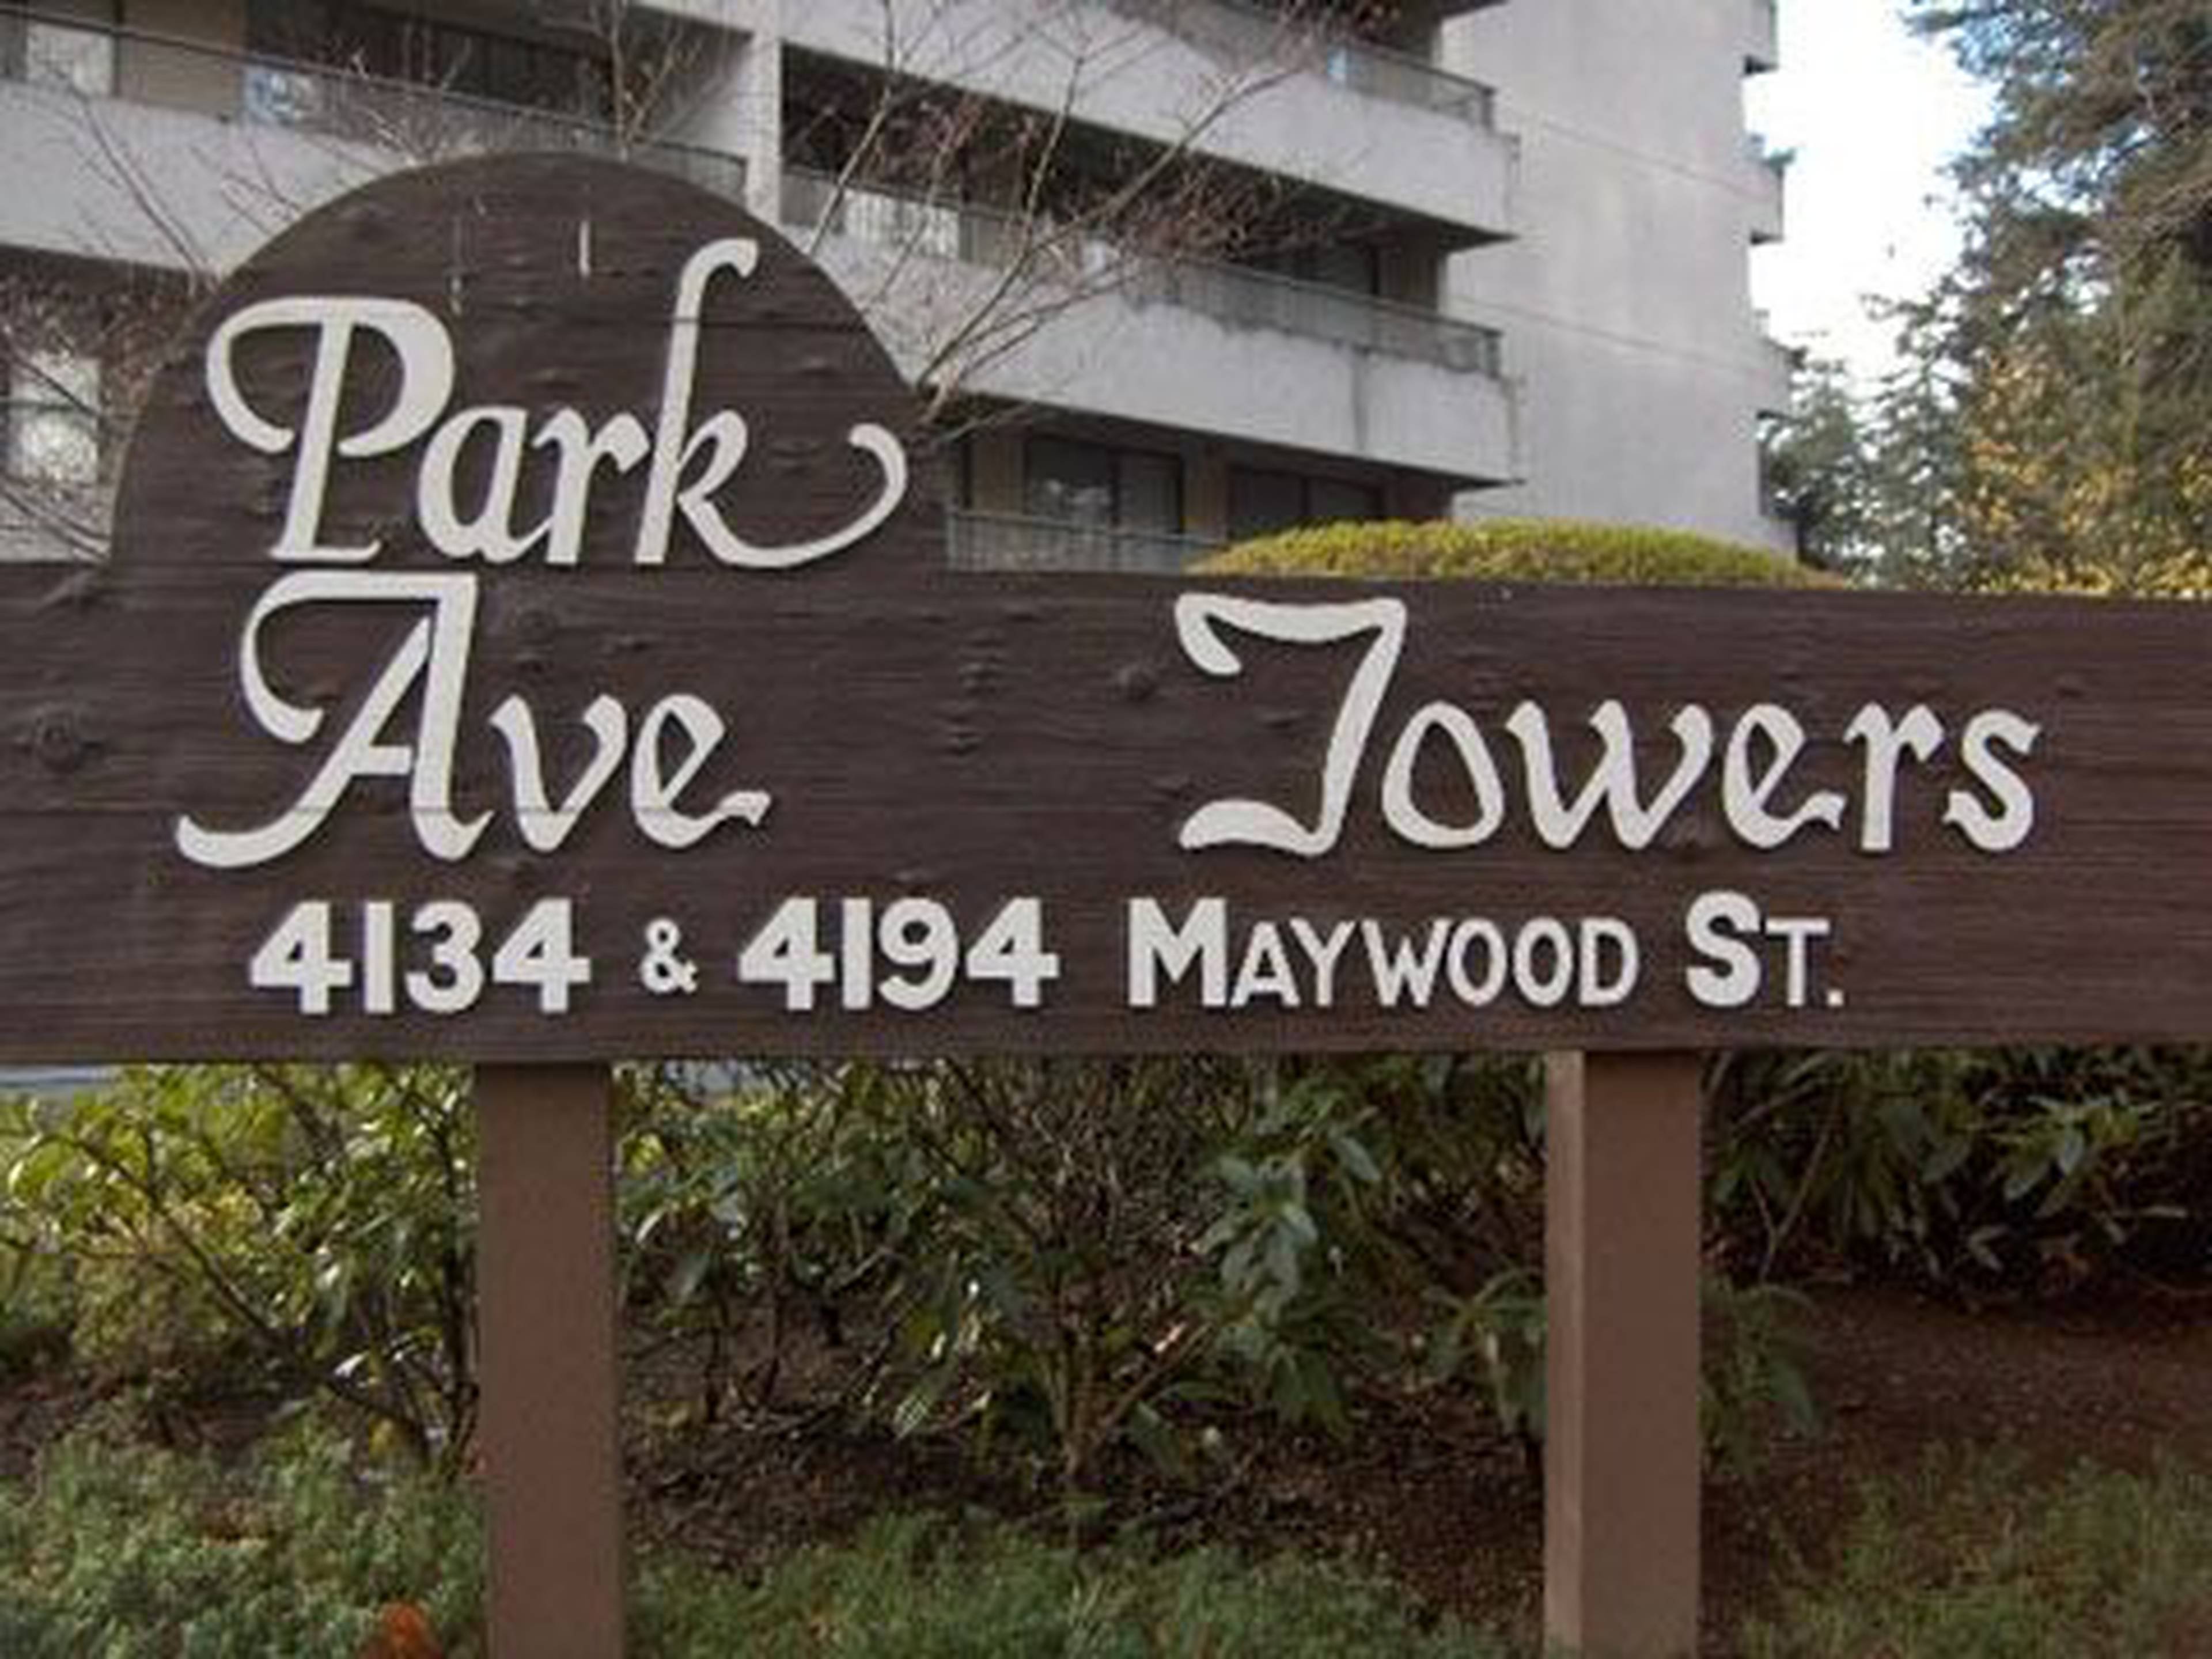 Park
Ave Towers
4134 & 4194 MAYWOOD ST.